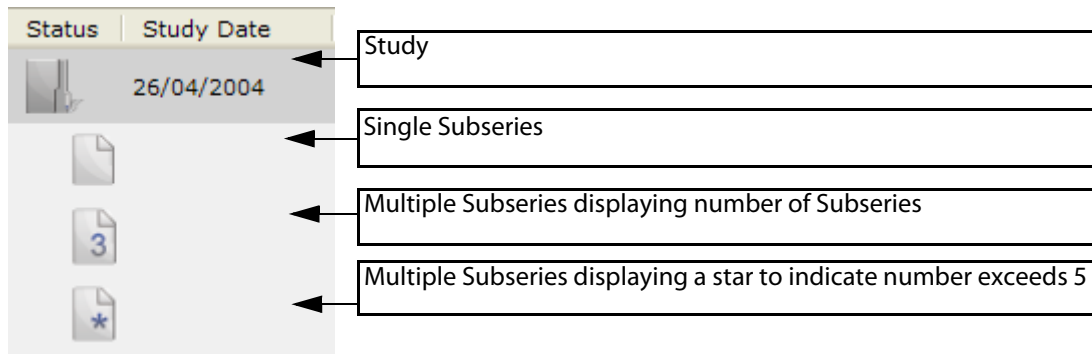 Status Study Date
Study
26/04/2004
Single Subseries
Multiple Subseries displaying number of Subseries
3
Multiple Subseries displaying a star to indicate number exceeds 5
*